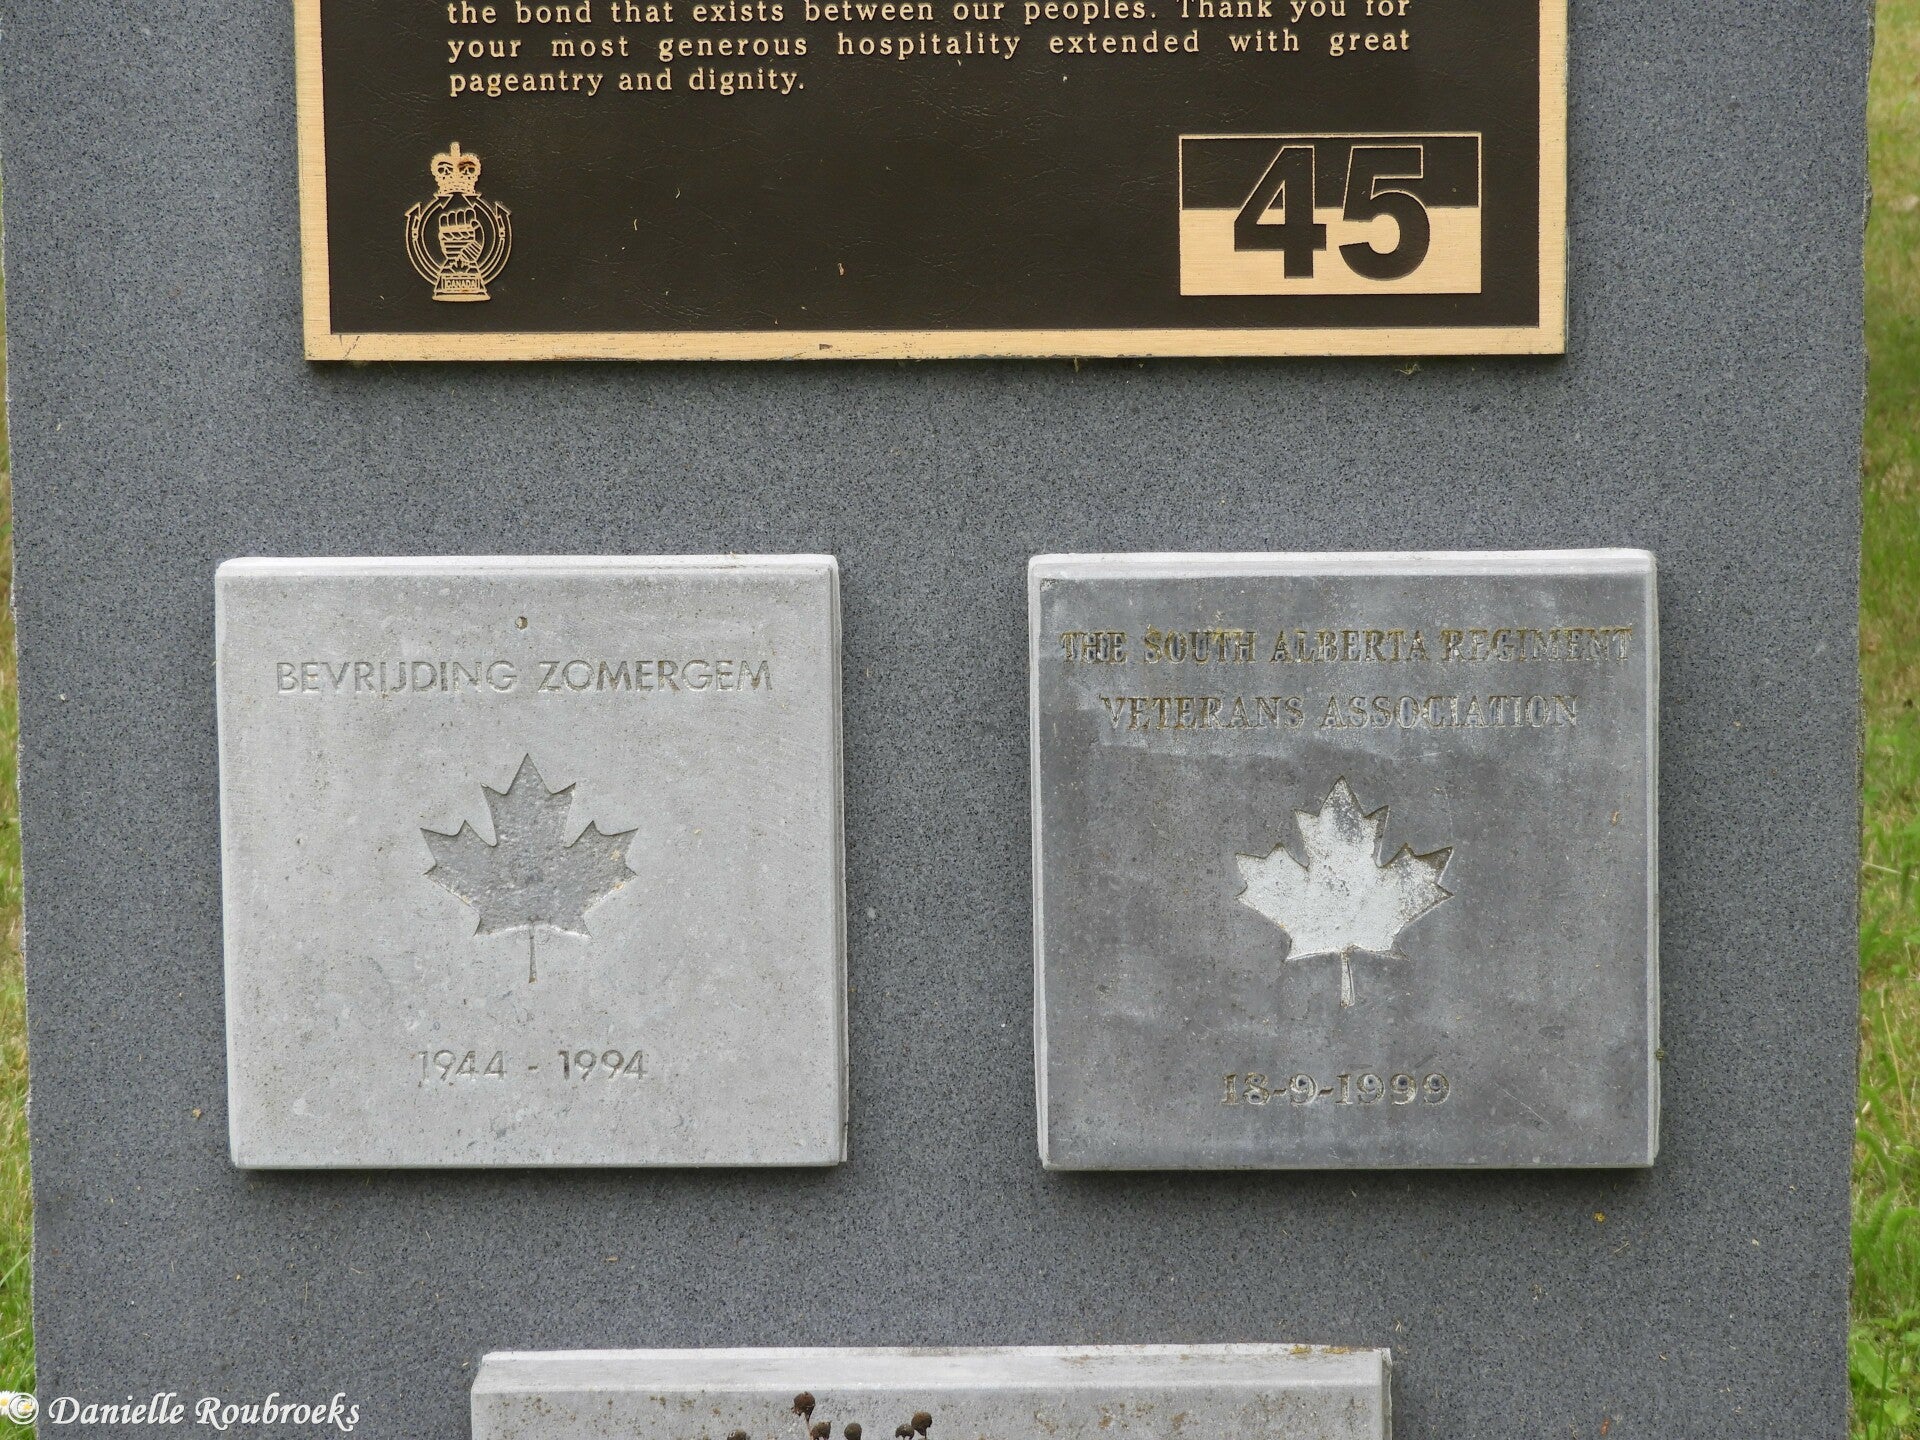 the bond that exists between our peoples. Thank you for
your most generous hospitality extended with great
pageantry and dignity.
CANADA
45
BEVRIJDING ZOMERGEM
1944 - 1994
THE SOUTH ALBERTA REGIMENT
VETERANS ASSOCIATION
18-9-1999
© Danielle Roubroeks